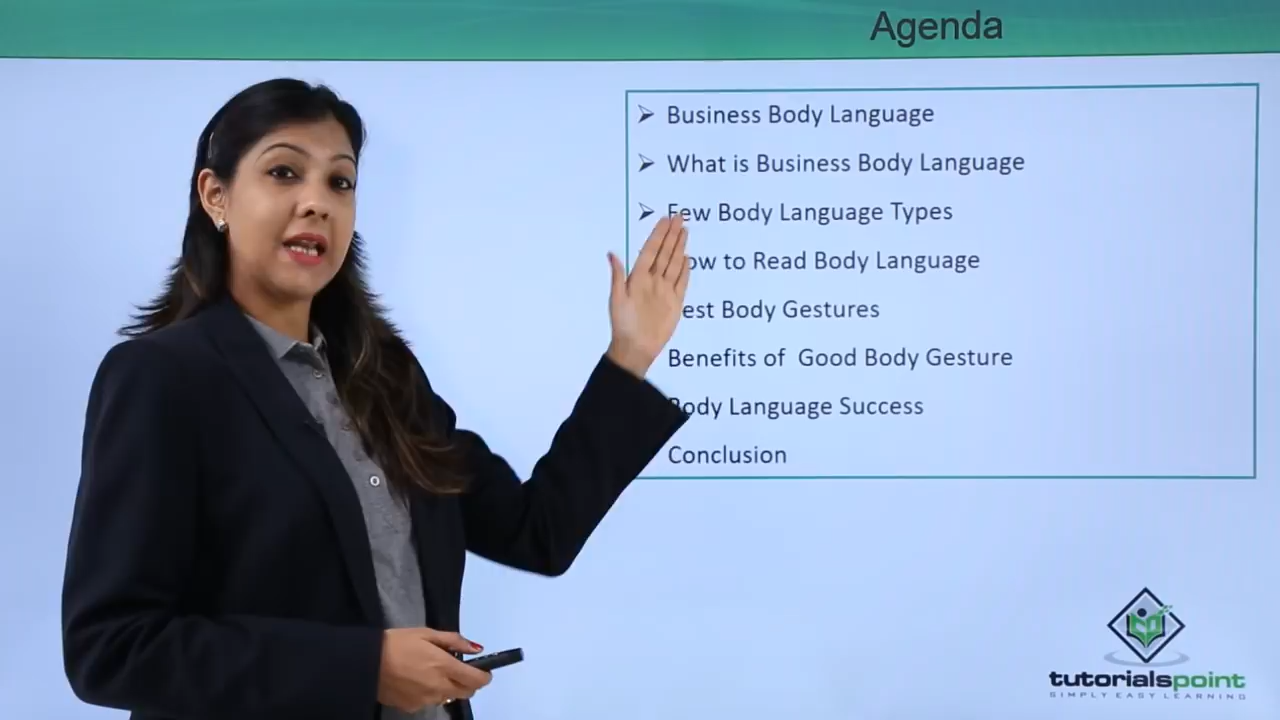 Agenda
Business Body Language
What is Business Body Language
Few Body Language Types
to Read Body Language
Body Gestures
Benefits of Good Body Gesture
Body Language Success
Conclusion
tutorialspoint
SIMPLY EASY LEARNING